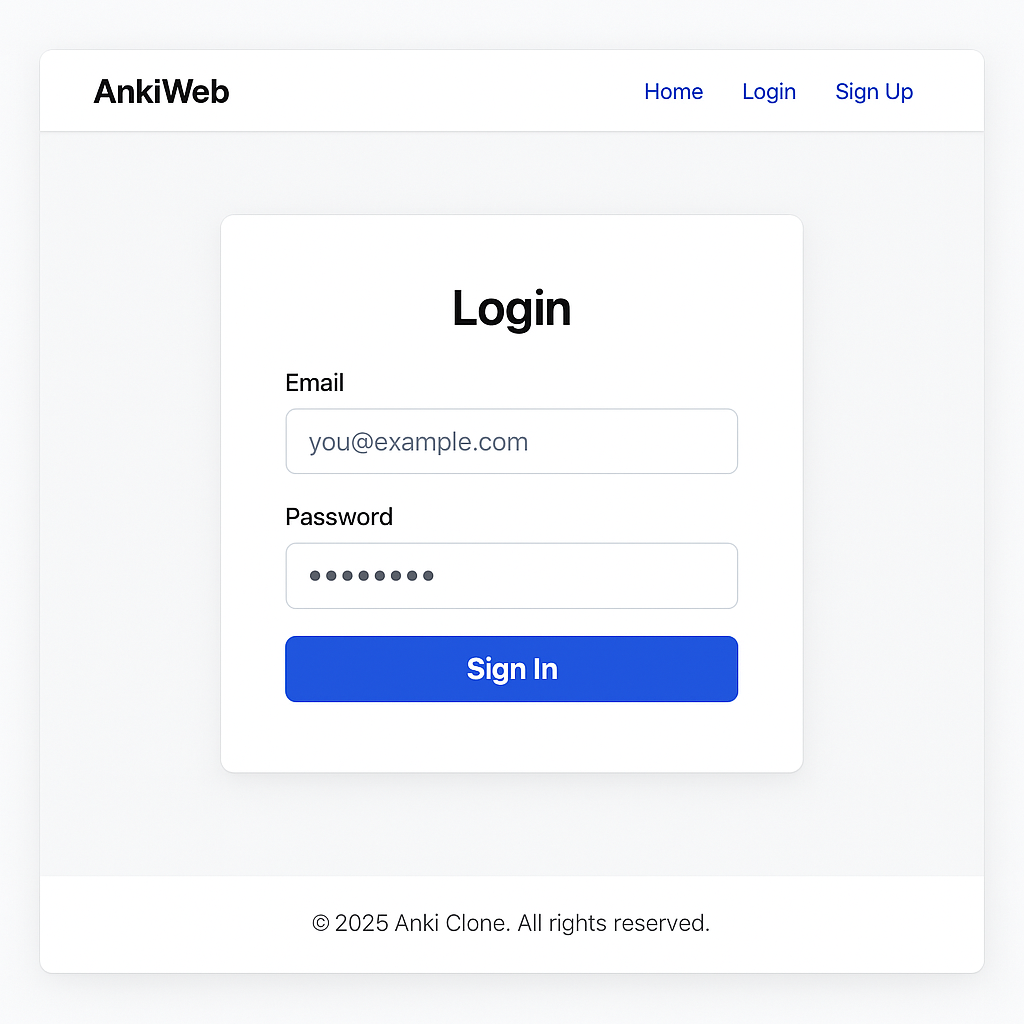 AnkiWeb
Home Login Sign Up
Login
Email
you@example.com
Password
••••••••
Sign In
© 2025 Anki Clone. All rights reserved.